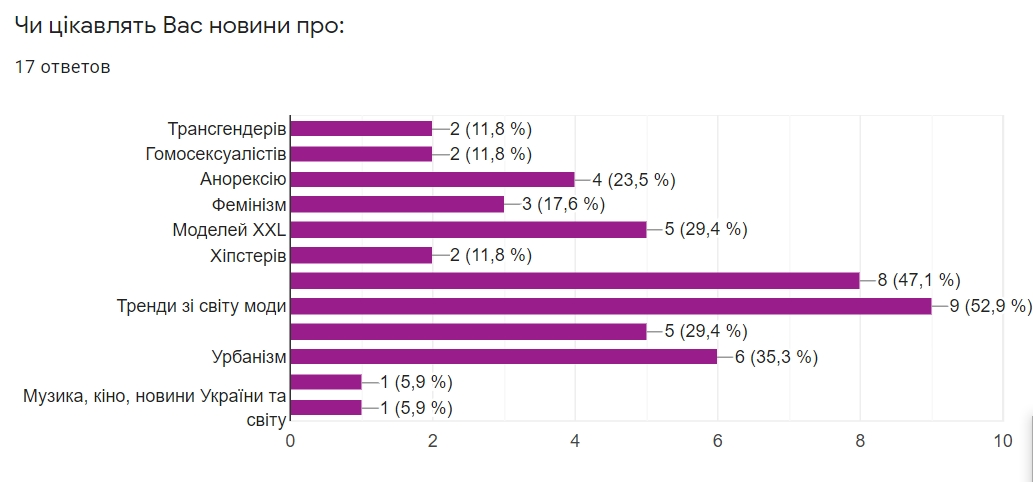 Чи цікавлять Вас новини про:
17 ответов
Трансгендерів 2 (11,8 %)
Гомосексуалістів 2 (11,8 %)
Анорексію 4 (23,5 %)
Фемінізм 3 (17,6 %)
Моделей XXL 5 (29,4 %)
Хіпстерів 2 (11,8 %)
8 (47,1 %)
Тренди зі світу моди 9 (52,9 %)
5 (29,4 %)
Урбанізм 6 (35,3 %)
1 (5,9 %)
Музика, кіно, новини України та
світу 1 (5,9 %)
0 2 4 6 8 10